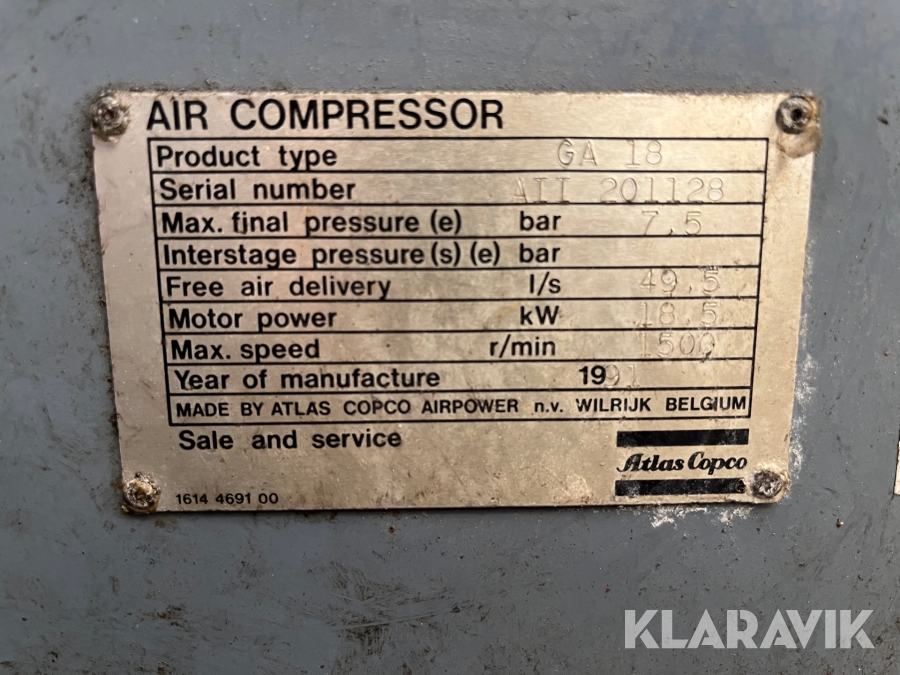 AIR COMPRESSOR
Product type GA 18
Serial number AII 201128
Max. final pressure (e) bar 7.5
Interstage pressure (s) (e) bar
Free air delivery l/s 49.5
Motor power kW 18.5
Max. speed r/min 1500
Year of manufacture 1991
MADE BY ATLAS COPCO AIRPOWER n.v. WILRIJK BELGIUM
Sale and service
Atlas Copco
1614 4691 00
KLARAVIK